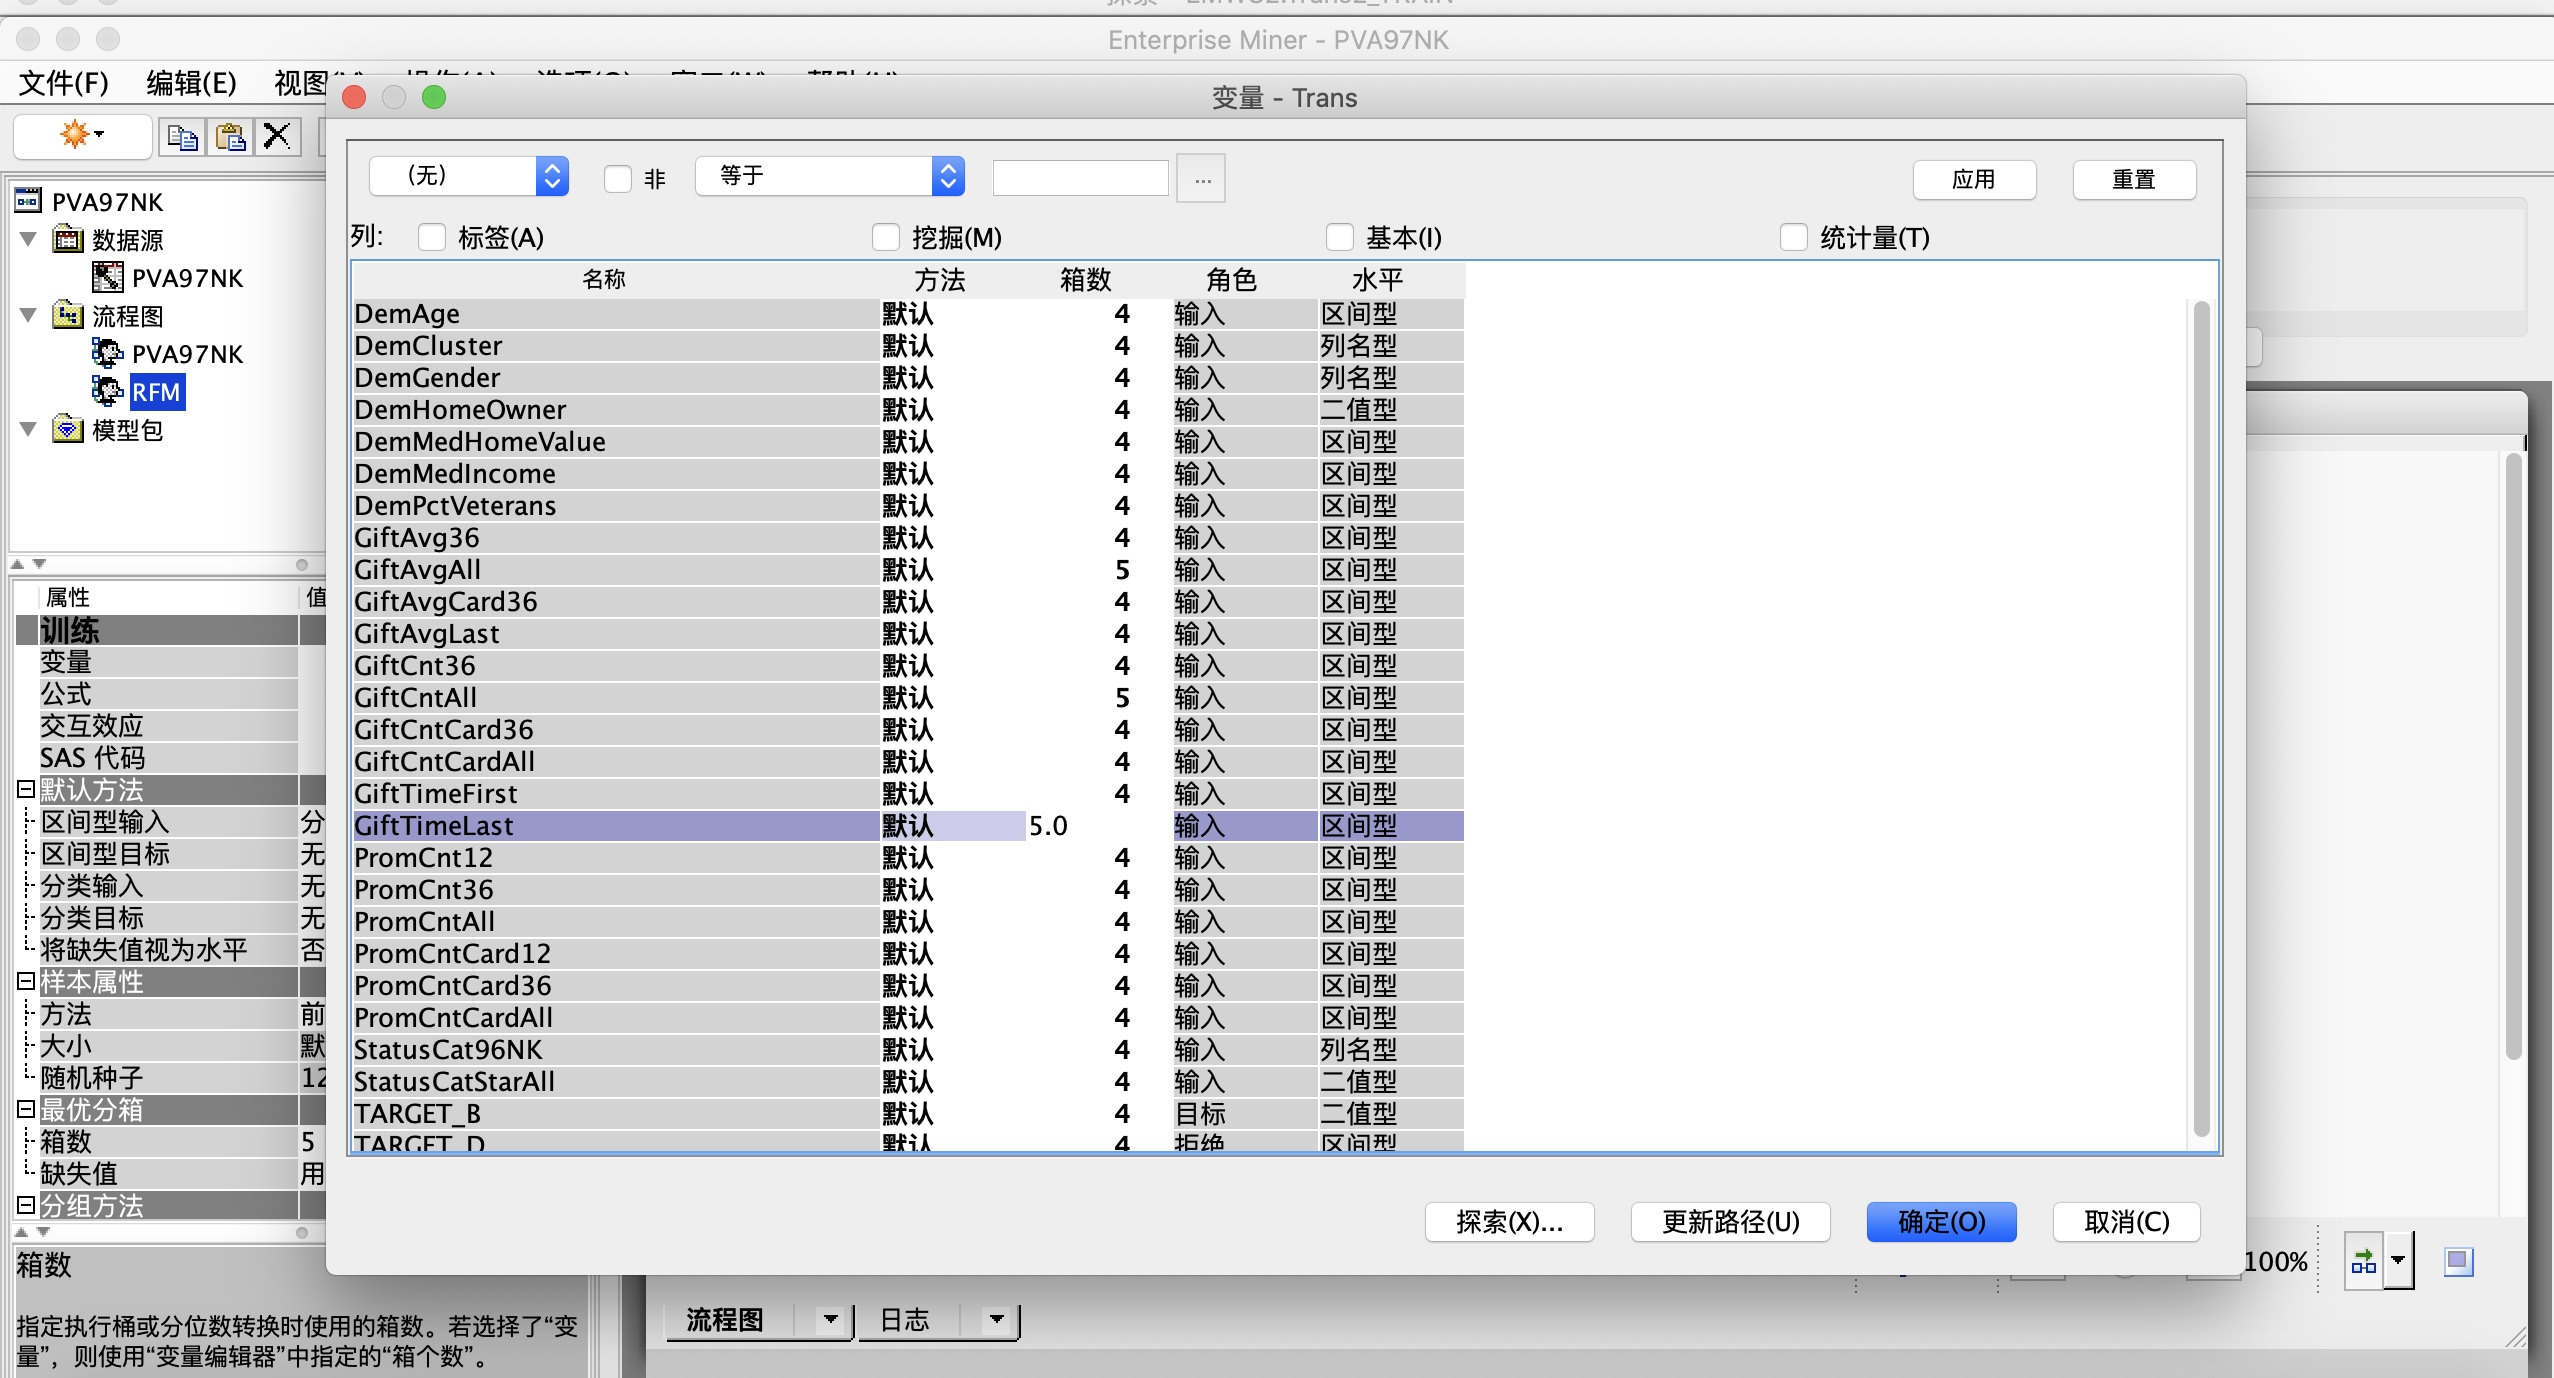 Enterprise Miner - PVA97NK
文件(F) 编辑(E)
变量 - Trans
(无) 非 等于 ... 应用 重置
列: 标签(A) 挖掘(M) 基本(I) 统计量(T)
名称 方法 箱数 角色 水平
DemAge 默认 4 输入 区间型
DemCluster 默认 4 输入 列名型
DemGender 默认 4 输入 列名型
DemHomeOwner 默认 4 输入 二值型
DemMedHomeValue 默认 4 输入 区间型
DemMedIncome 默认 4 输入 区间型
DemPctVeterans 默认 4 输入 区间型
GiftAvg36 默认 4 输入 区间型
GiftAvgAll 默认 5 输入 区间型
GiftAvgCard36 默认 4 输入 区间型
GiftAvgLast 默认 4 输入 区间型
GiftCnt36 默认 4 输入 区间型
GiftCntAll 默认 5 输入 区间型
GiftCntCard36 默认 4 输入 区间型
GiftCntCardAll 默认 4 输入 区间型
GiftTimeFirst 默认 4 输入 区间型
GiftTimeLast 默认 5.0 输入 区间型
PromCnt12 默认 4 输入 区间型
PromCnt36 默认 4 输入 区间型
PromCntAll 默认 4 输入 区间型
PromCntCard12 默认 4 输入 区间型
PromCntCard36 默认 4 输入 区间型
PromCntCardAll 默认 4 输入 区间型
StatusCat96NK 默认 4 输入 列名型
StatusCatStarAll 默认 4 输入 二值型
TARGET_B 默认 4 目标 二值型
TARGET_D 默认 4 拒绝 区间型
探索(X)... 更新路径(U) 确定(O) 取消(C)
PVA97NK
数据源
PVA97NK
流程图
PVA97NK
RFM
模型包
属性 值
训练
变量
公式
交互效应
SAS 代码
默认方法
区间型输入 分
区间型目标 无
分类输入 无
分类目标 无
将缺失值视为水平 否
样本属性
方法 前
大小 默
随机种子 12
最优分箱
箱数 5
缺失值 用
分组方法
箱数
指定执行桶或分位数转换时使用的箱数。若选择了“变
量”，则使用“变量编辑器”中指定的“箱个数”。
100%
流程图 日志